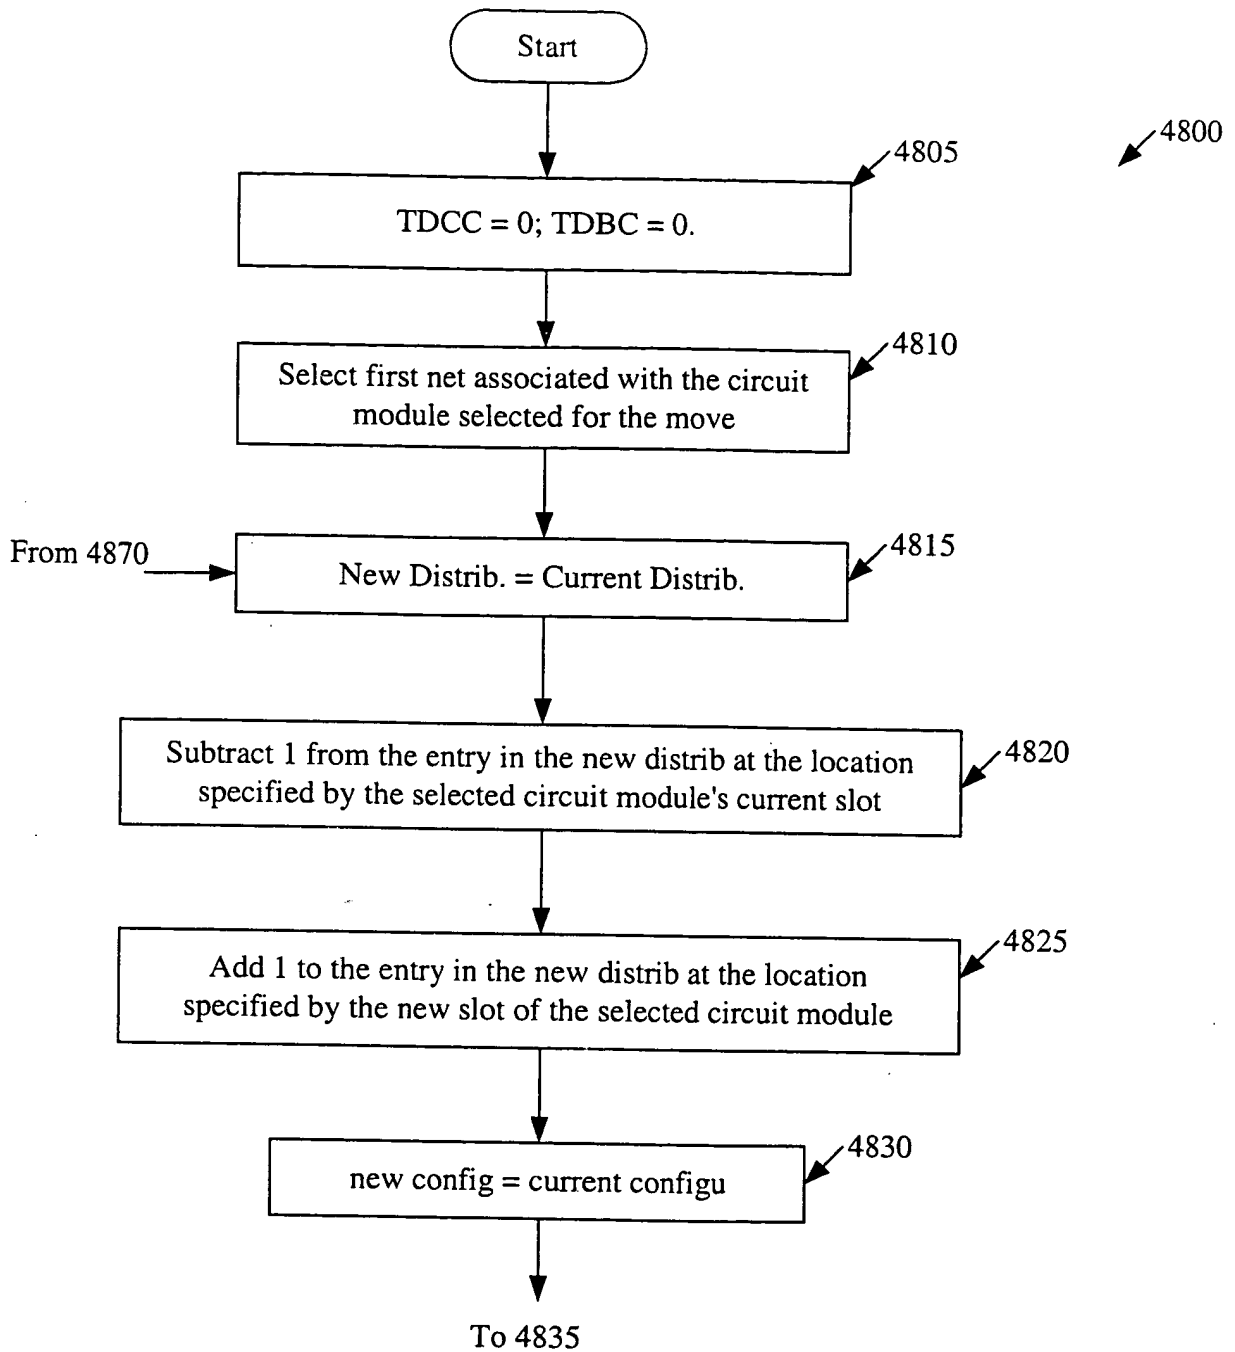 Start
4800
4805
TDCC = 0; TDBC = 0.
4810
Select first net associated with the circuit
module selected for the move
From 4870
4815
New Distrib. = Current Distrib.
4820
Subtract 1 from the entry in the new distrib at the location
specified by the selected circuit module's current slot
4825
Add 1 to the entry in the new distrib at the location
specified by the new slot of the selected circuit module
4830
new config = current configu
To 4835